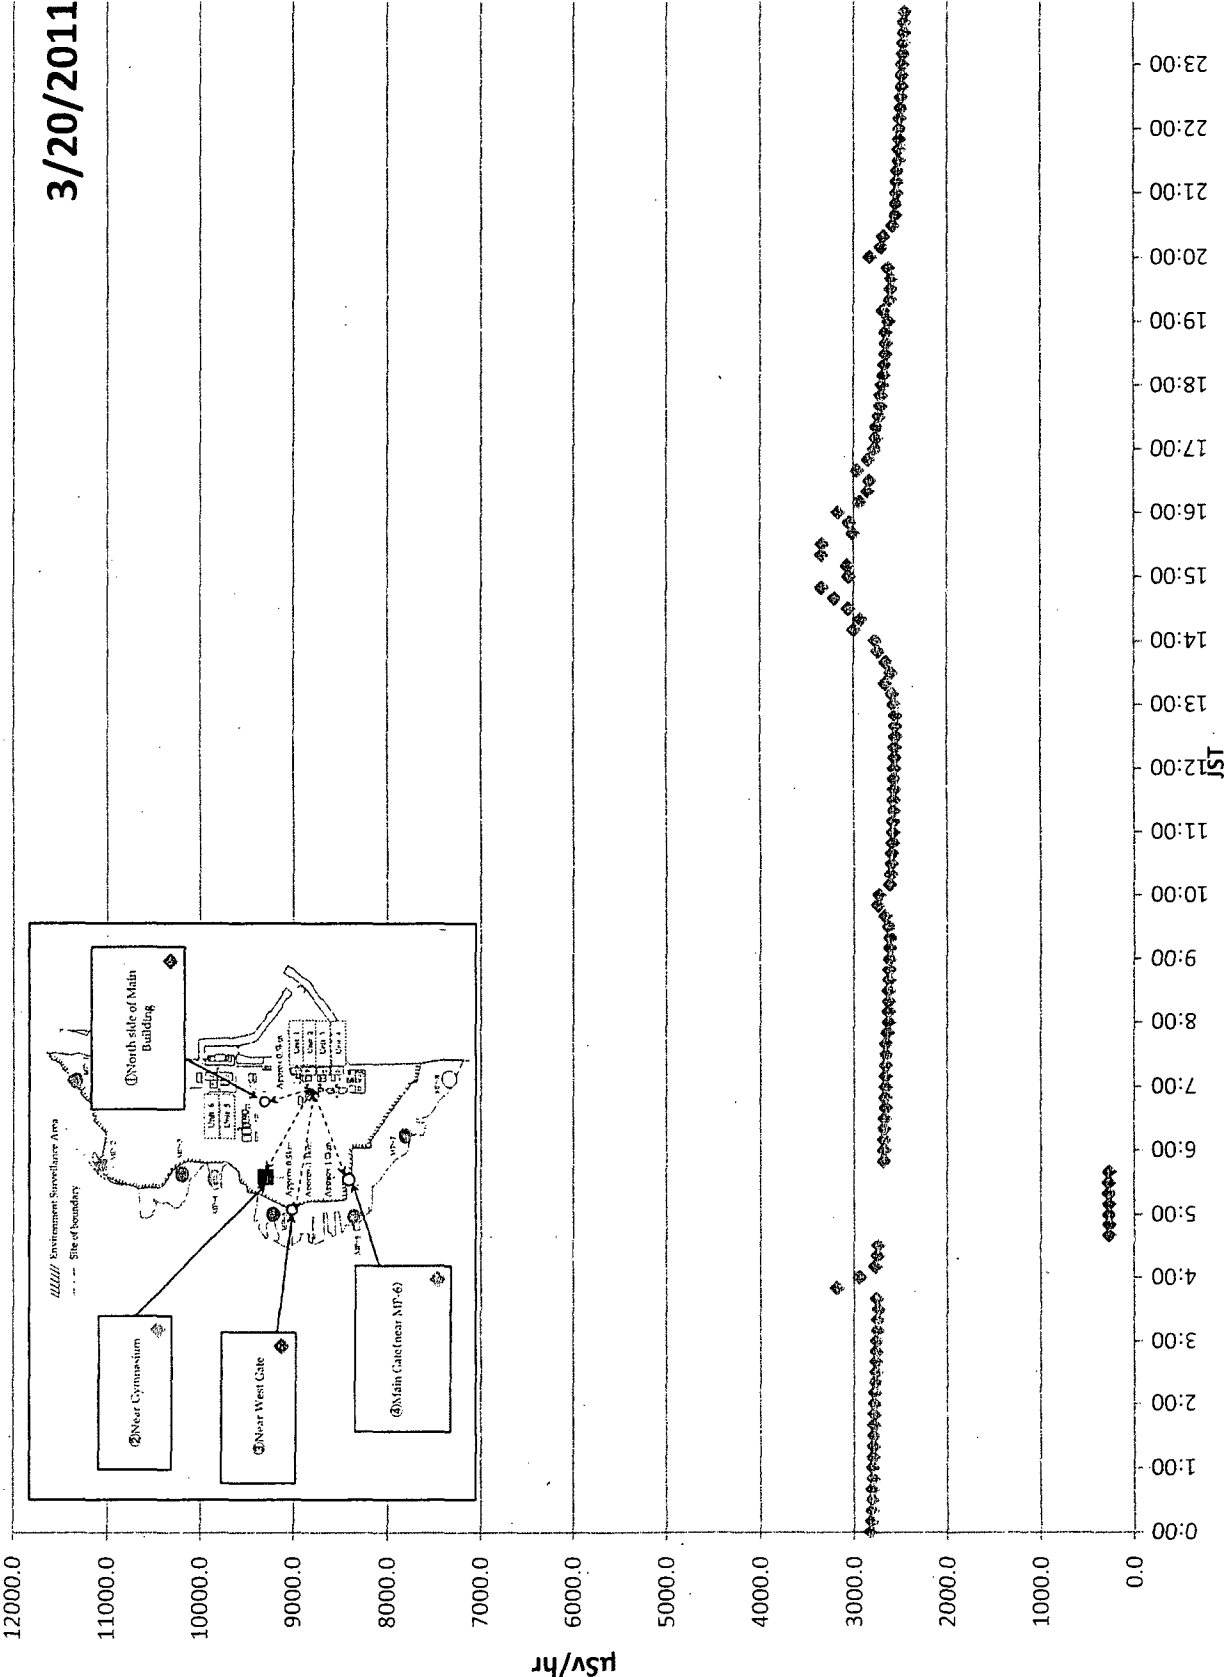 3/20/2011
12000.0
11000.0
10000.0
9000.0
8000.0
7000.0
6000.0
5000.0
4000.0
3000.0
2000.0
1000.0
0.0
µSv/hr
0:00
1:00
2:00
3:00
4:00
5:00
6:00
7:00
8:00
9:00
10:00
11:00
12:00
13:00
14:00
15:00
16:00
17:00
18:00
19:00
20:00
21:00
22:00
23:00
JST
Environment Surveillance Area
Site of boundary
①North side of Main
Building
②Near Gymnasium
③Near West Gate
④Main Gate(near MP-6)
Unit 6
Unit 5
Unit 1
Unit 2
Unit 3
Unit 4